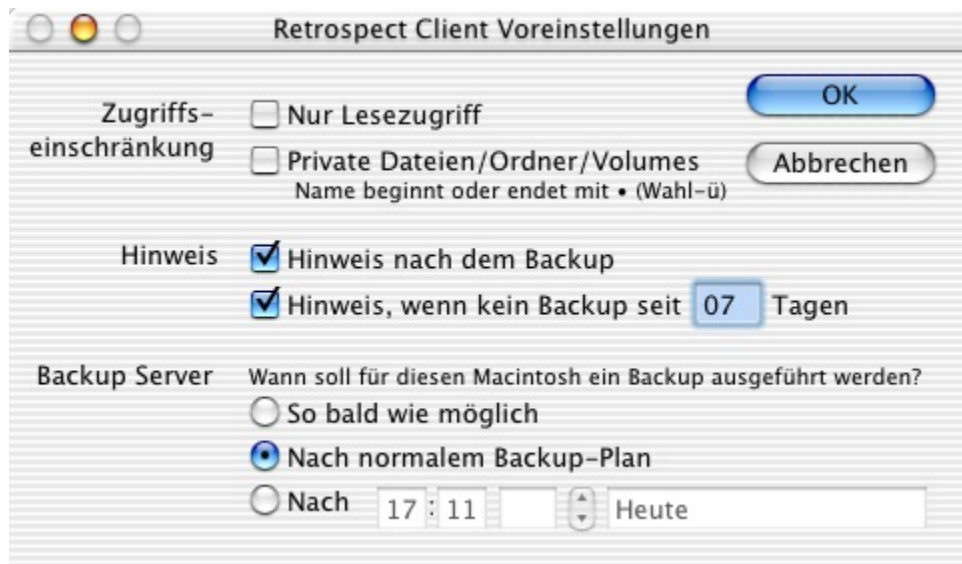 Retrospect Client Voreinstellungen
Zugriffs-
einschränkung
Nur Lesezugriff
Private Dateien/Ordner/Volumes
Name beginnt oder endet mit • (Wahl-ü)
OK
Abbrechen
Hinweis
Hinweis nach dem Backup
Hinweis, wenn kein Backup seit 07 Tagen
Backup Server
Wann soll für diesen Macintosh ein Backup ausgeführt werden?
So bald wie möglich
Nach normalem Backup-Plan
Nach 17 : 11 Heute